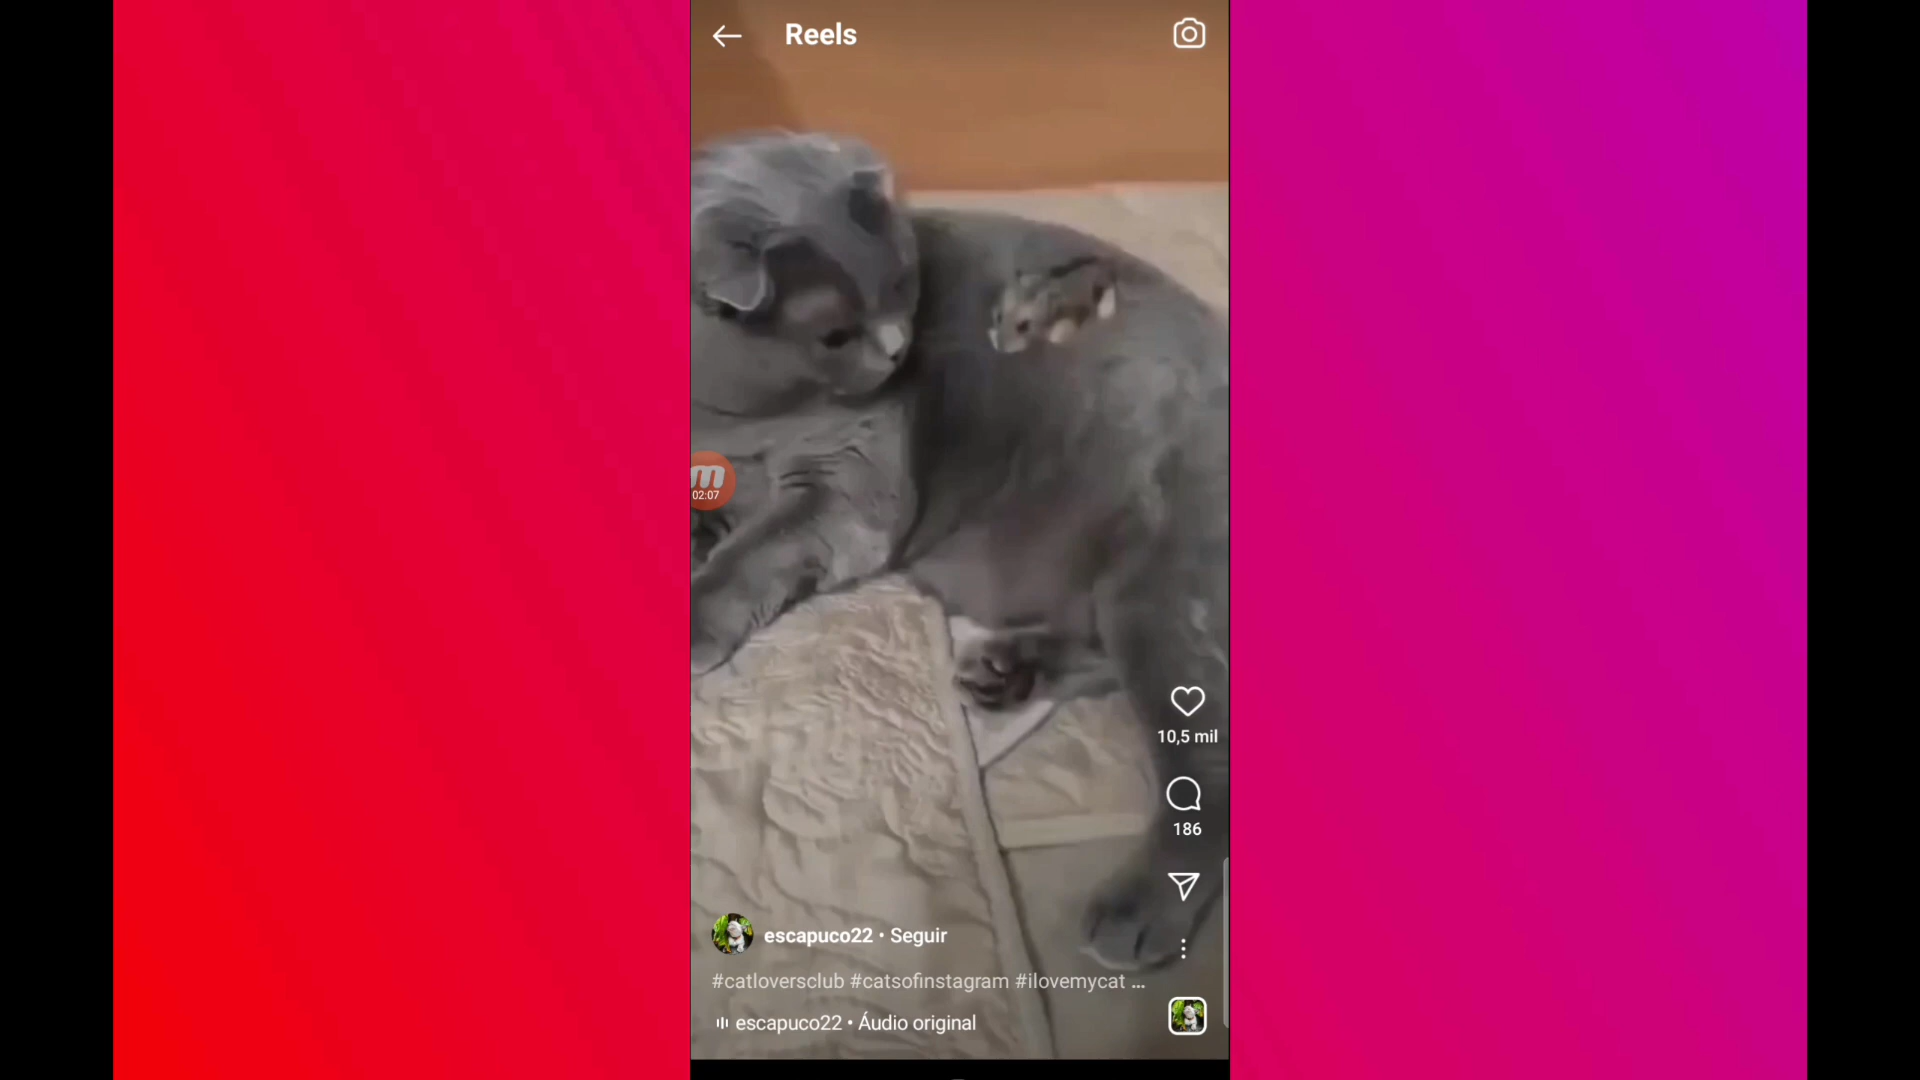 Reels
m
02:07
10,5 mil
186
escapuco22 • Seguir
#catloversclub #catsofinstagram #ilovemycat ...
escapuco22 • Áudio original